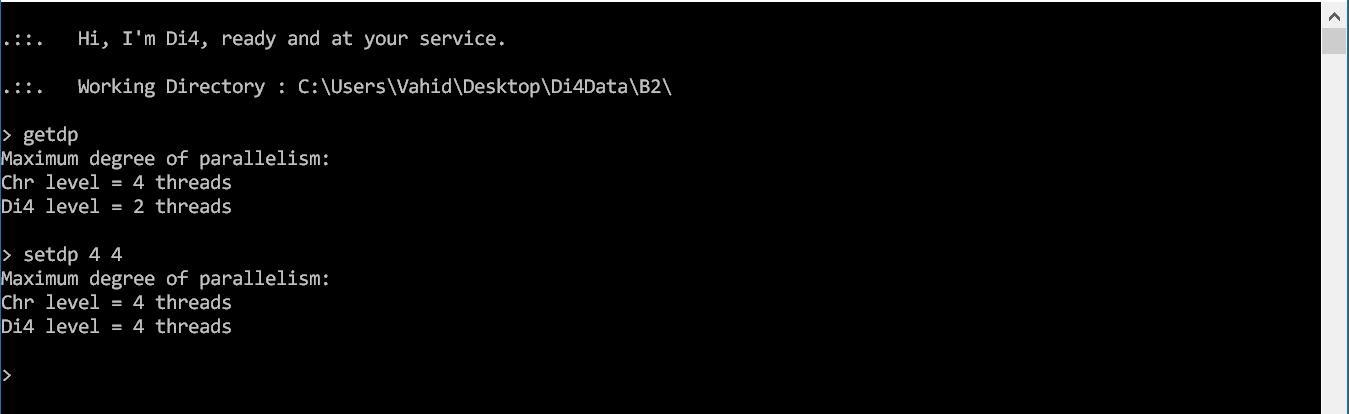 .::.   Hi, I'm Di4, ready and at your service.
.::.   Working Directory : C:\Users\Vahid\Desktop\Di4Data\B2\
> getdp
Maximum degree of parallelism:
Chr level = 4 threads
Di4 level = 2 threads
> setdp 4 4
Maximum degree of parallelism:
Chr level = 4 threads
Di4 level = 4 threads
>